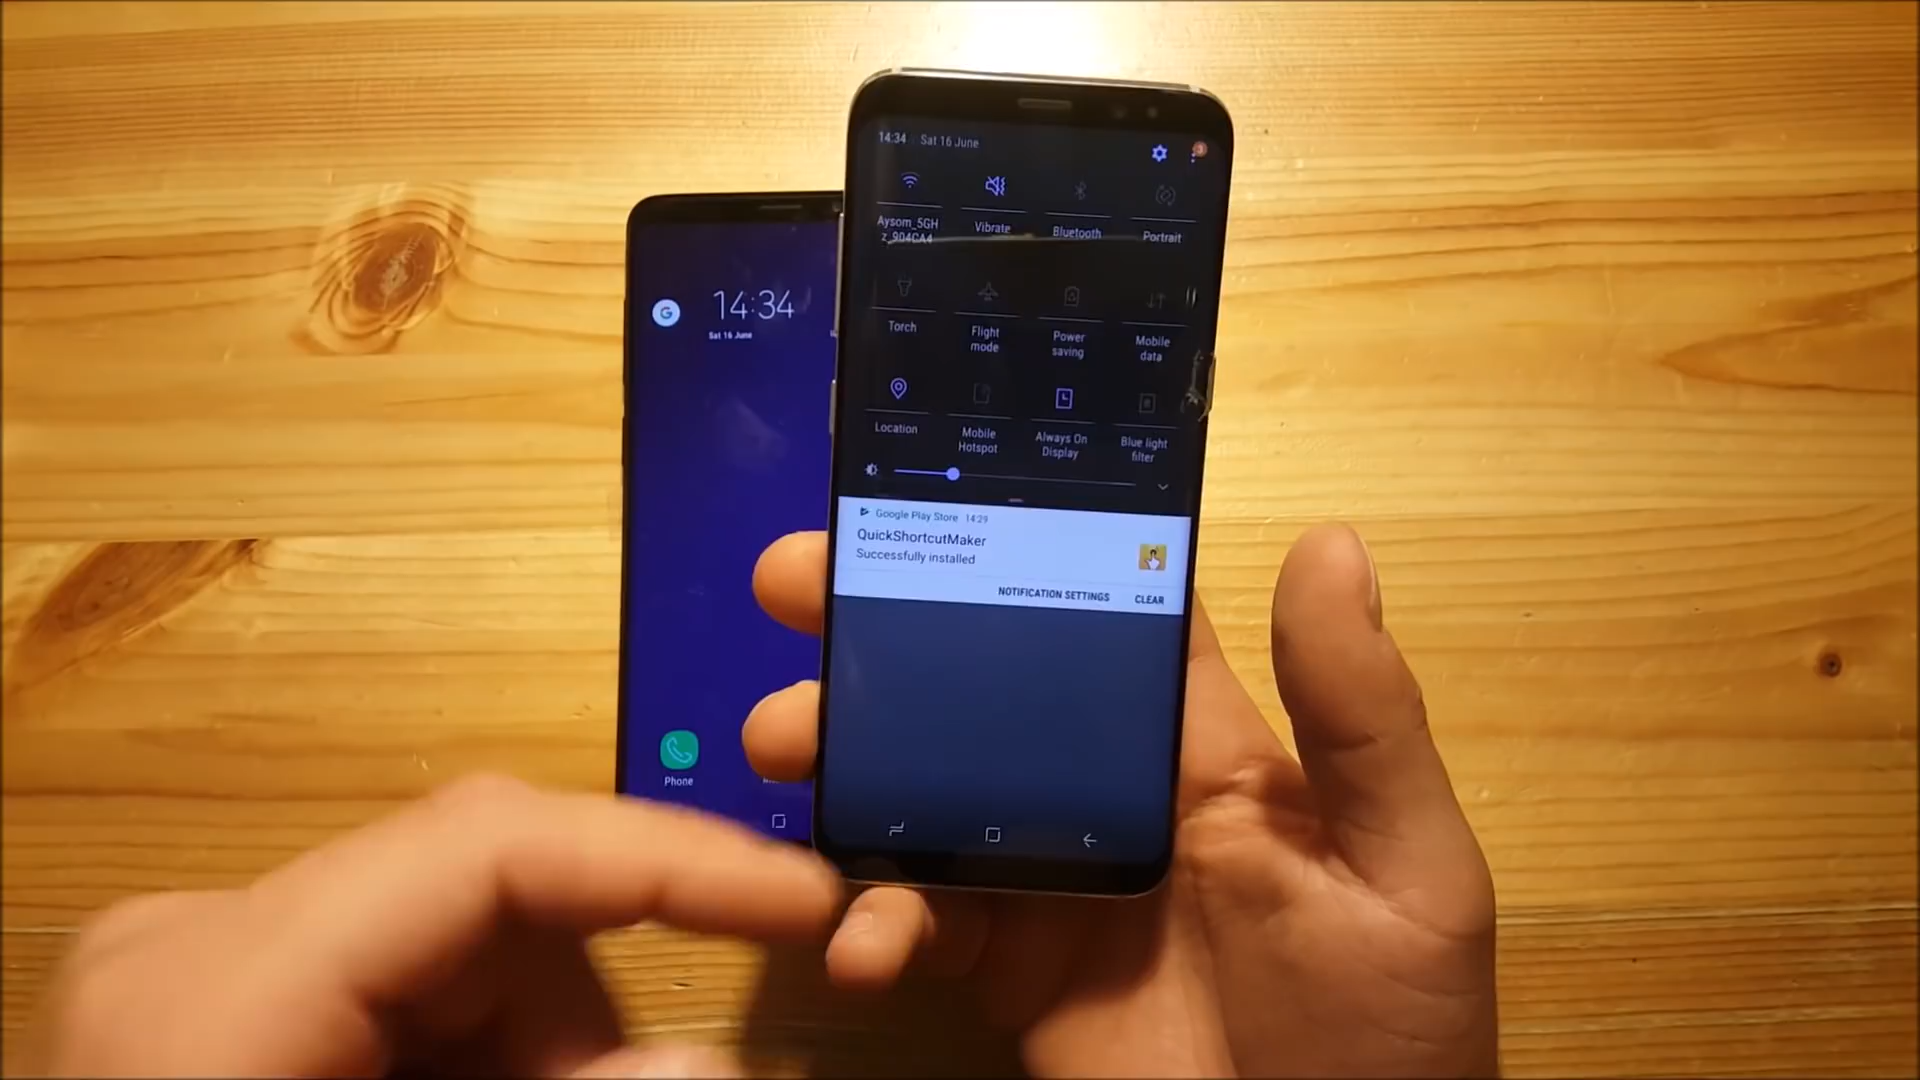 14:34 Sat 16 June
3
Aysom_5GH
z_904CA4
Vibrate
Bluetooth
Portrait
Torch
Flight
mode
Power
saving
Mobile
data
Location
Mobile
Hotspot
Always On
Display
Blue light
filter
Google Play Store 14:29
QuickShortcutMaker
Successfully installed
NOTIFICATION SETTINGS CLEAR
G
14:34
Sat 16 June
Phone